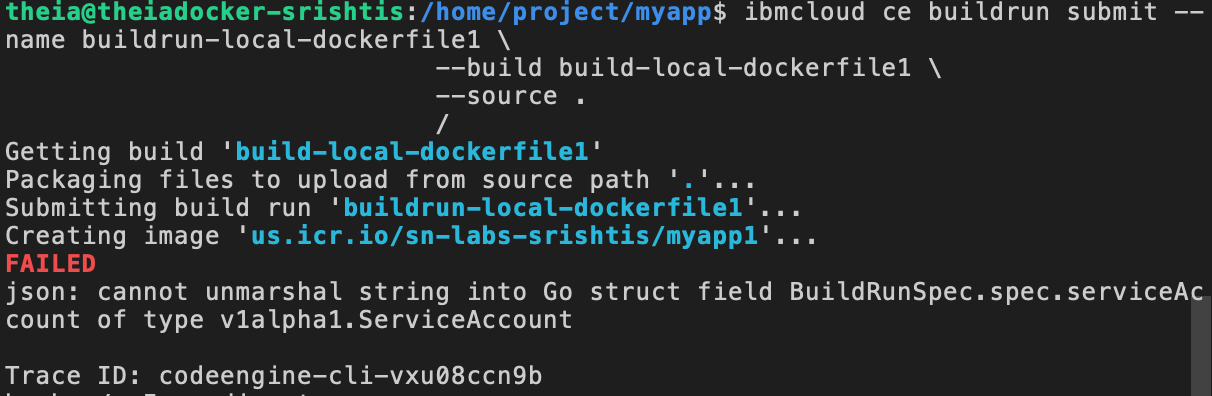 theia@theiadocker-srishtis:/home/project/myapp$ ibmcloud ce buildrun submit --
name buildrun-local-dockerfile1 \
--build build-local-dockerfile1 \
--source .
/
Getting build 'build-local-dockerfile1'
Packaging files to upload from source path '.'...
Submitting build run 'buildrun-local-dockerfile1'...
Creating image 'us.icr.io/sn-labs-srishtis/myapp1'...
FAILED
json: cannot unmarshal string into Go struct field BuildRunSpec.spec.serviceAc
count of type v1alpha1.ServiceAccount
Trace ID: codeengine-cli-vxu08ccn9b